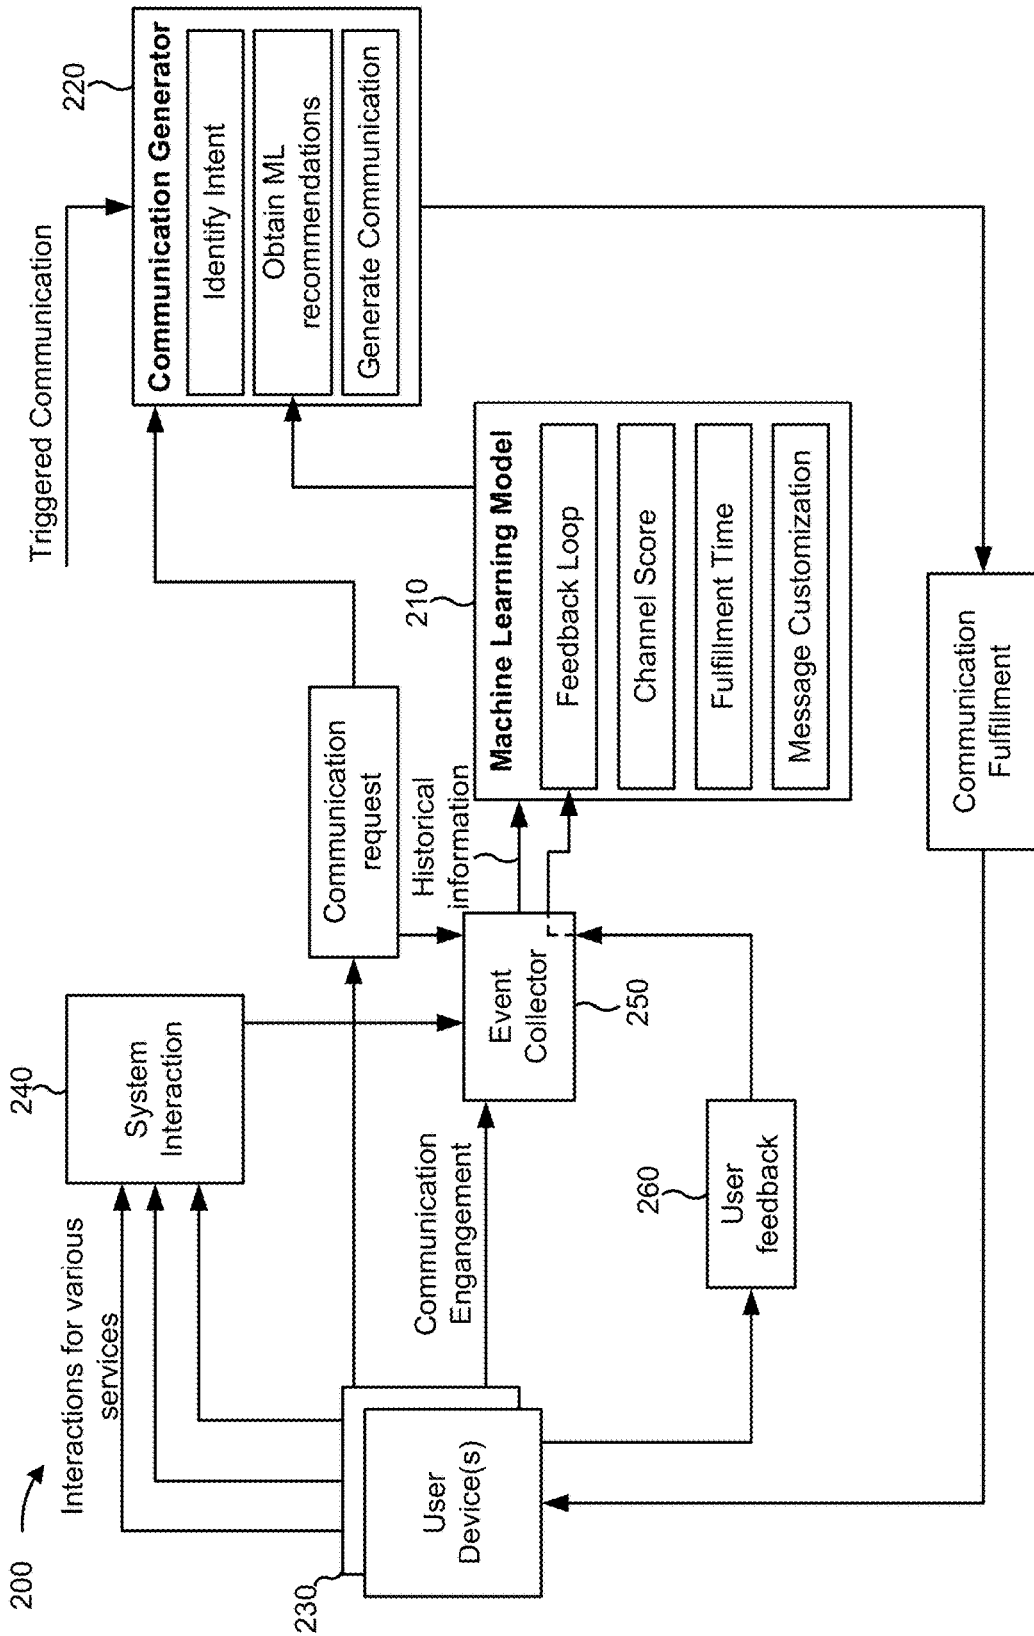 200
Interactions for various
services
240
System
Interaction
Triggered Communication
220
Communication Generator
Identify Intent
Obtain ML
recommendations
Generate Communication
Communication
request
Historical
information
210
Machine Learning Model
Feedback Loop
Channel Score
Fulfillment Time
Message Customization
230
User
Device(s)
Communication
Engangement
Event
Collector
250
260
User
feedback
Communication
Fulfillment